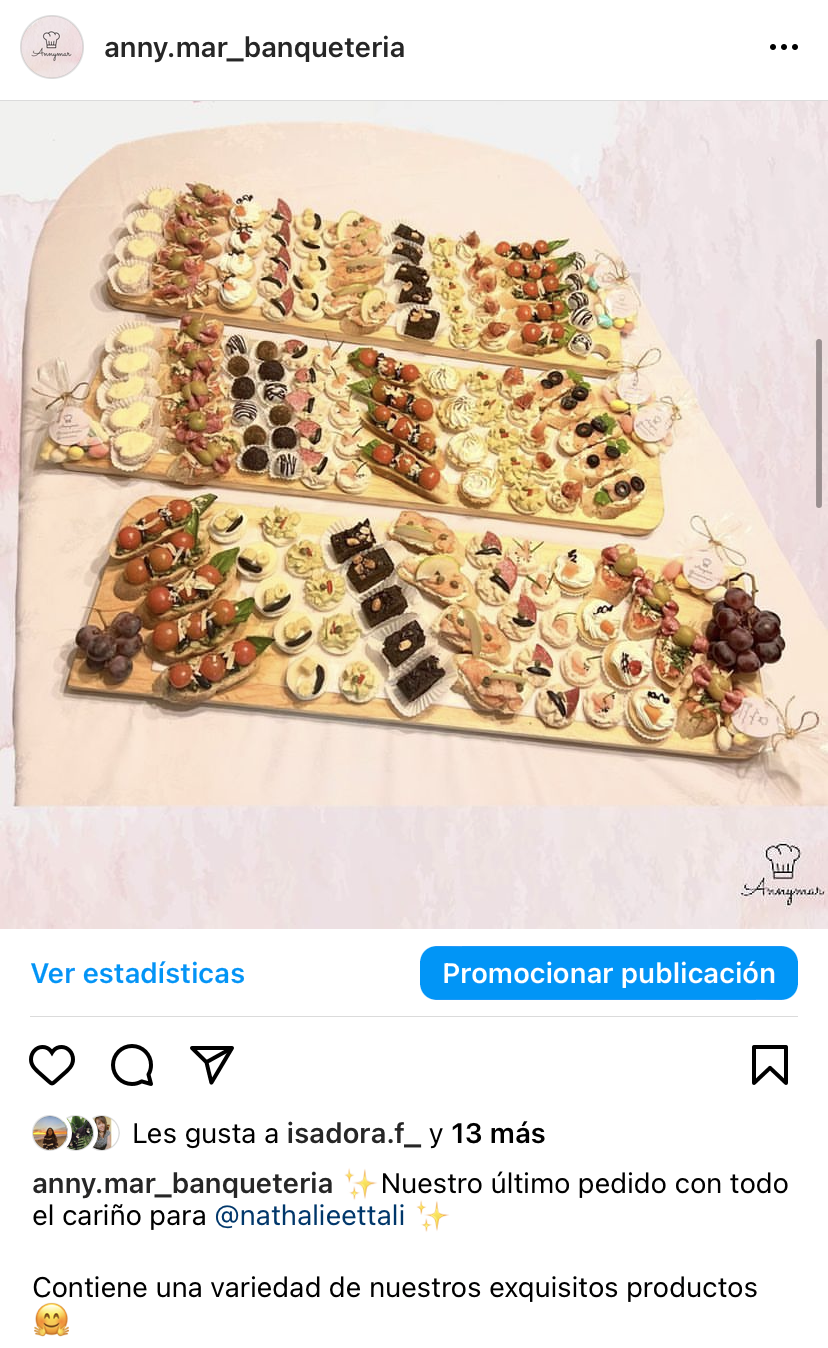 Annymar
anny.mar_banqueteria
Annymar
Ver estadísticas
Promocionar publicación
Les gusta a isadora.f_ y 13 más
anny.mar_banqueteria ✨Nuestro último pedido con todo
el cariño para @nathalieettali ✨
Contiene una variedad de nuestros exquisitos productos
🤗